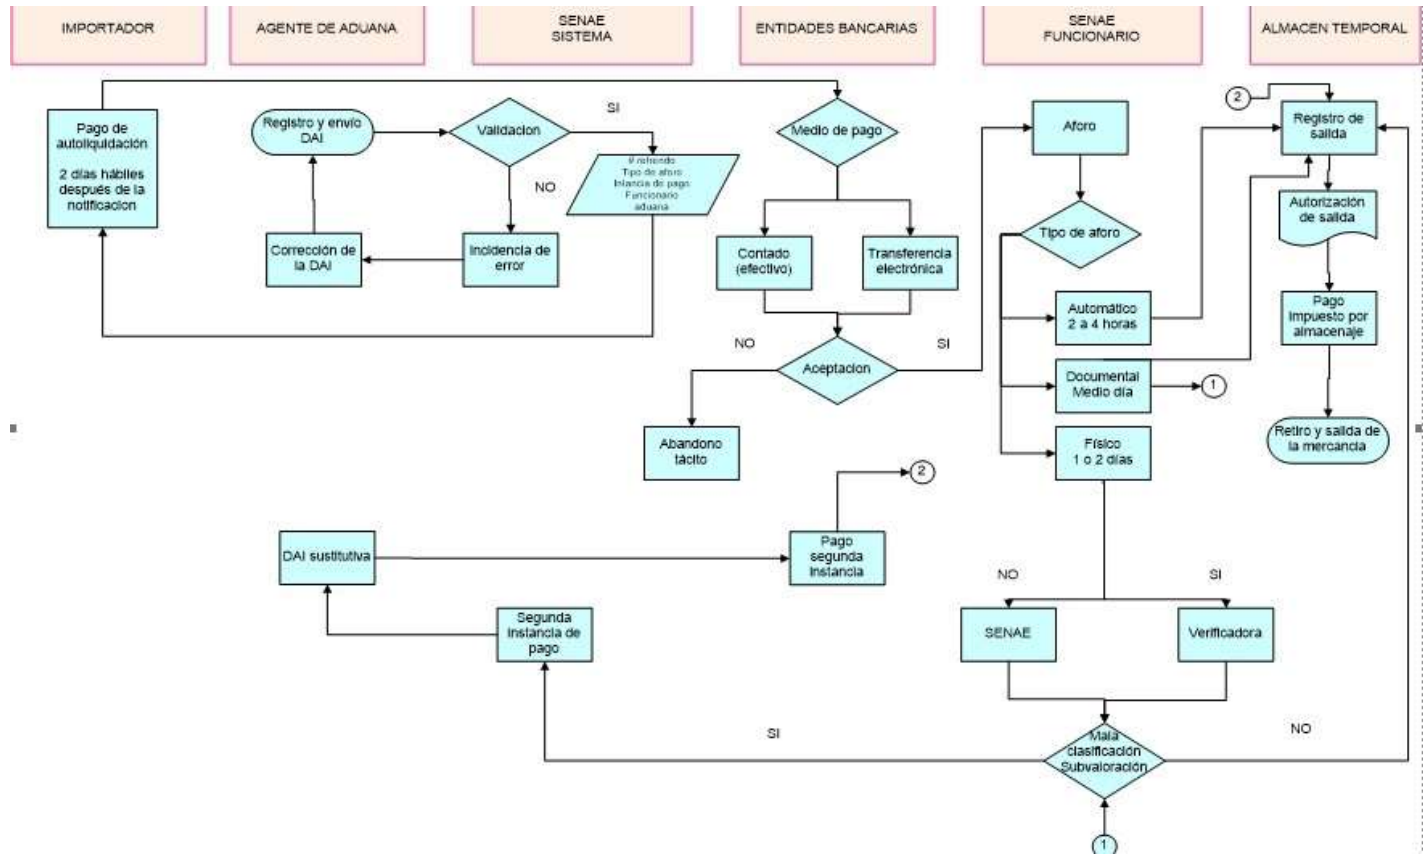 IMPORTADOR
AGENTE DE ADUANA
SENAE
SISTEMA
ENTIDADES BANCARIAS
SENAE
FUNCIONARIO
ALMACEN TEMPORAL
Pago de
autoliquidación
2 días hábiles
después de la
notificacion
Registro y envío
DAI
Validacion
SI
NO
# refrendo
Tipo de aforo
Intancia de pago
Funcionario
aduana
Corrección de
la DAI
Incidencia de
error
Medio de pago
Contado
(efectivo)
Transferencia
electrónica
NO
SI
Aceptacion
Abandono
tácito
Aforo
Tipo de aforo
Automático
2 a 4 horas
Documental
Medio día
1
Físico
1 o 2 días
2
Registro de
salida
Autorización
de salida
Pago
Impuesto por
almacenaje
Retiro y salida de
la mercancia
2
DAI sustitutiva
Pago
segunda
Instancia
Segunda
Instancia de
pago
NO
SI
SENAE
Verificadora
SI
NO
Mala
clasificación
Subvaloración
1